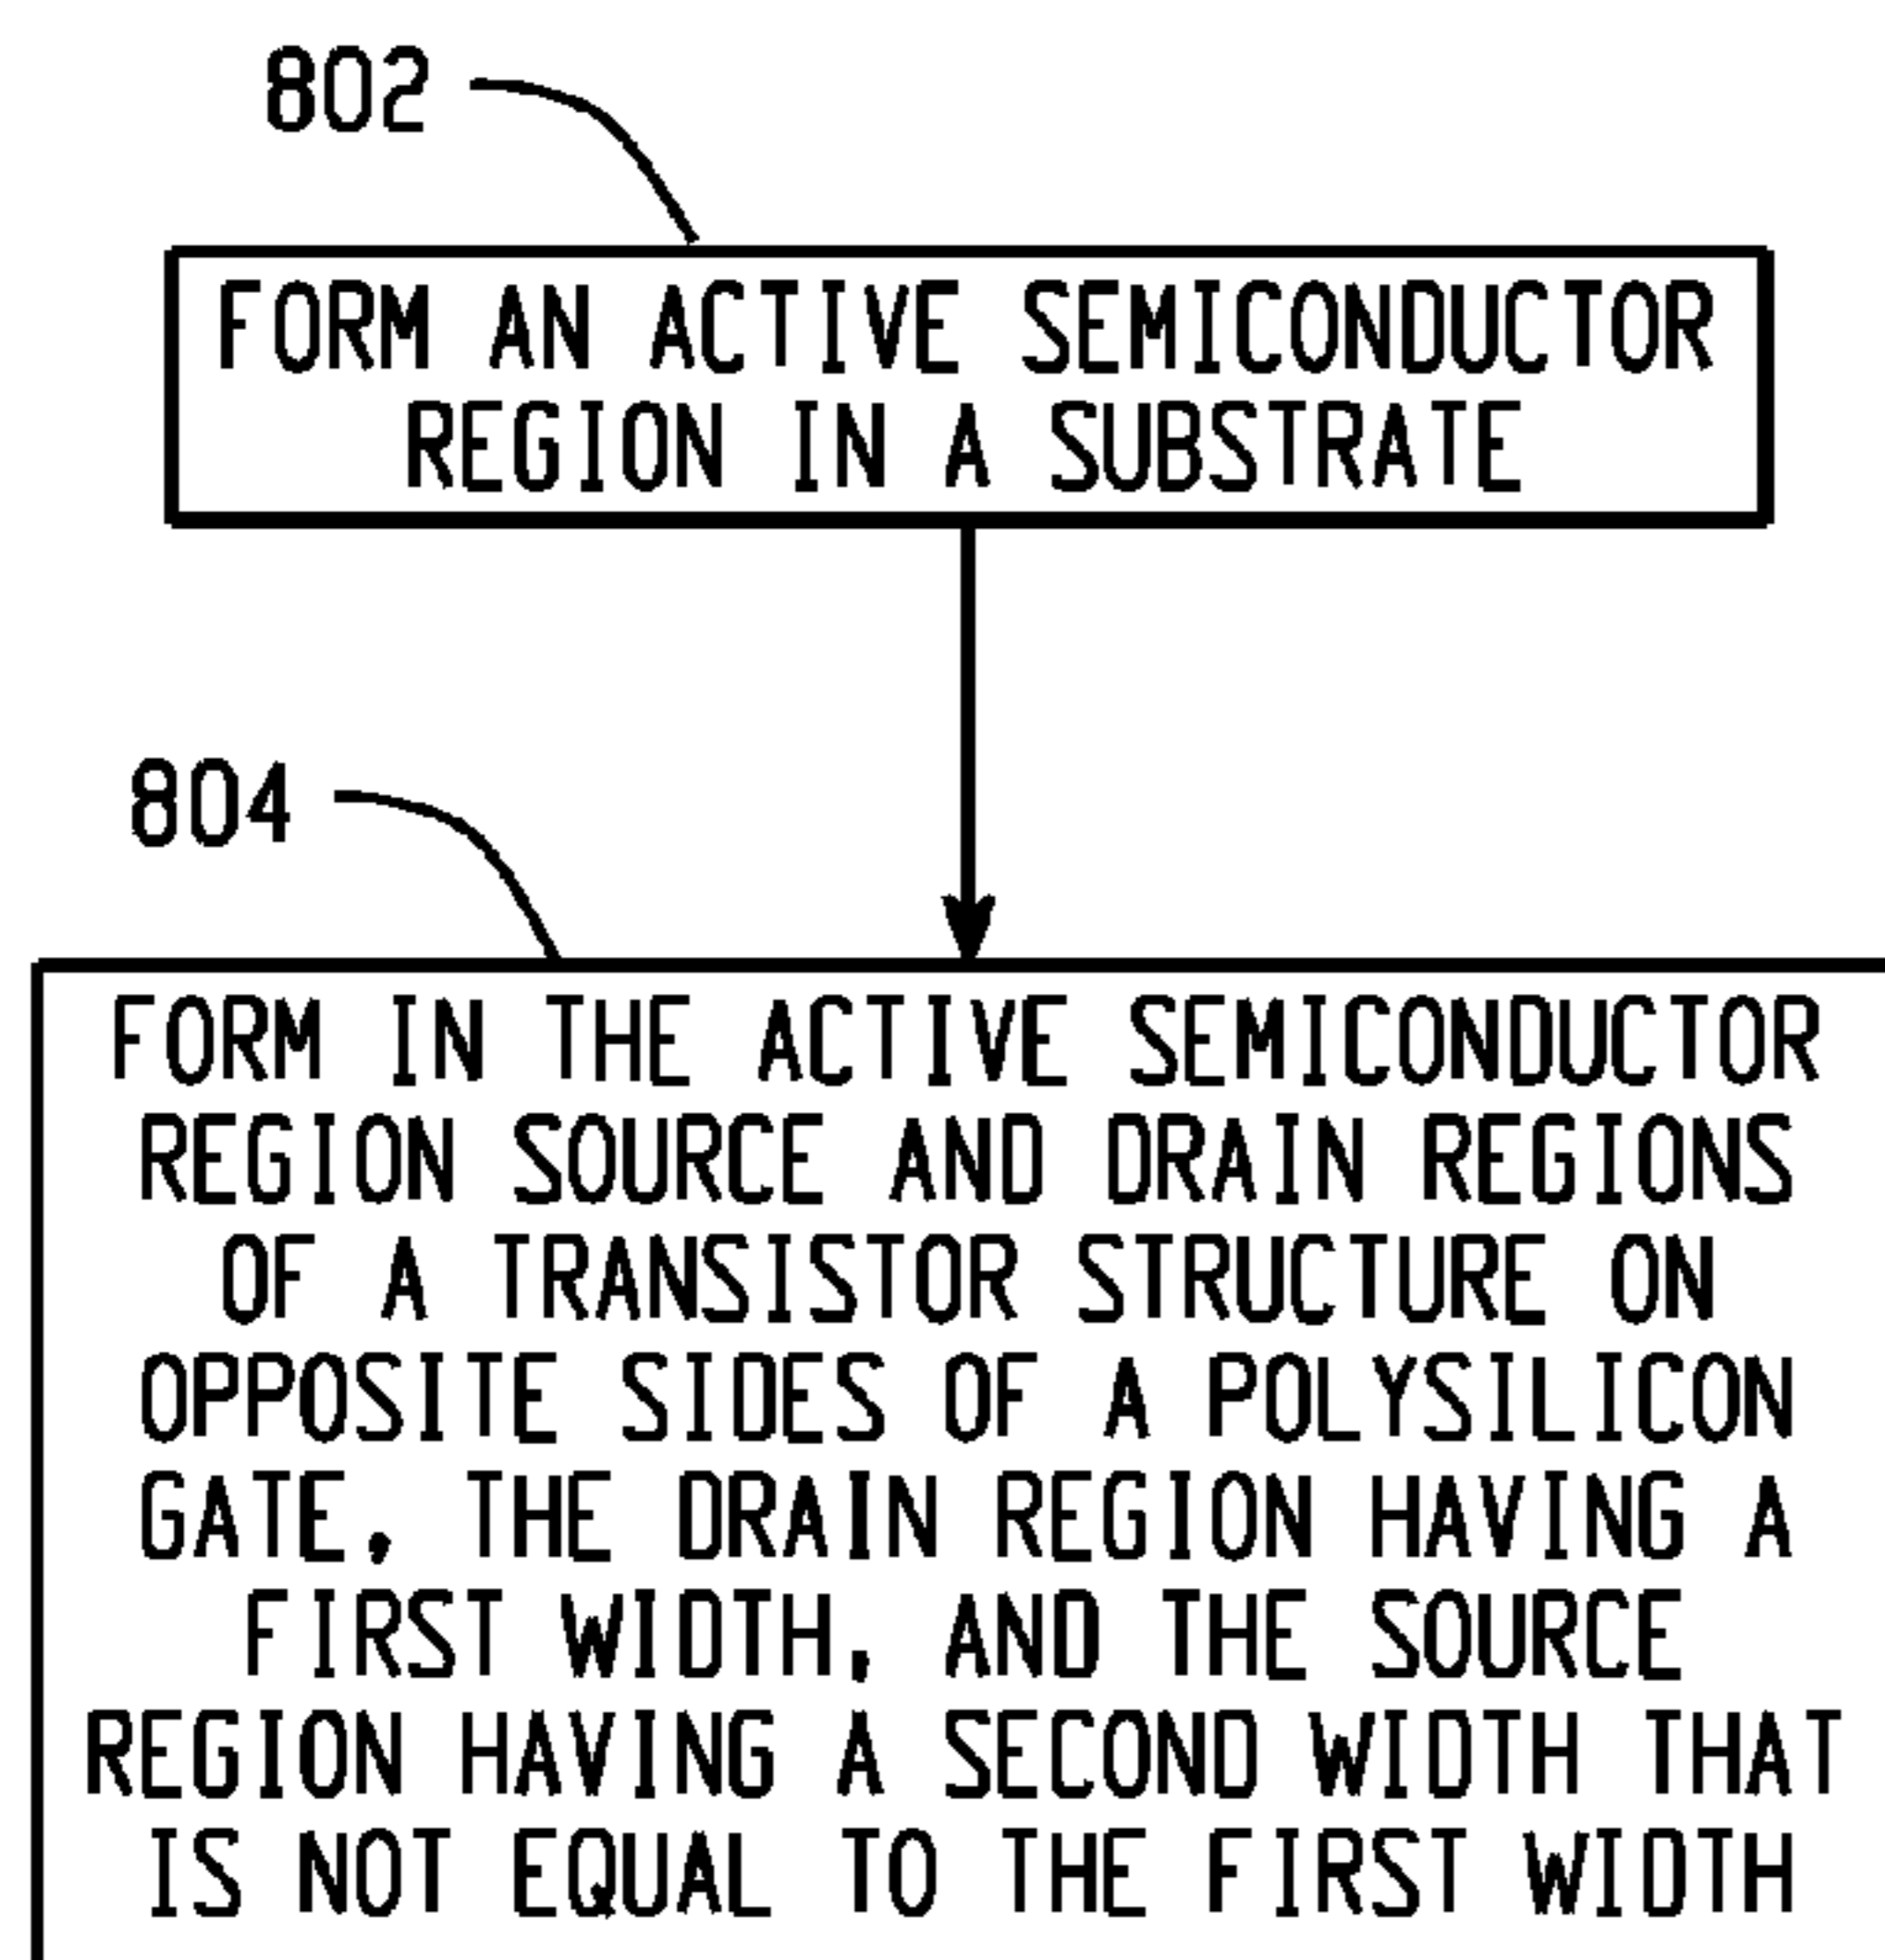 802
FORM AN ACTIVE SEMICONDUCTOR
REGION IN A SUBSTRATE
804
FORM IN THE ACTIVE SEMICONDUCTOR
REGION SOURCE AND DRAIN REGIONS
OF A TRANSISTOR STRUCTURE ON
OPPOSITE SIDES OF A POLYSILICON
GATE, THE DRAIN REGION HAVING A
FIRST WIDTH, AND THE SOURCE
REGION HAVING A SECOND WIDTH THAT
IS NOT EQUAL TO THE FIRST WIDTH